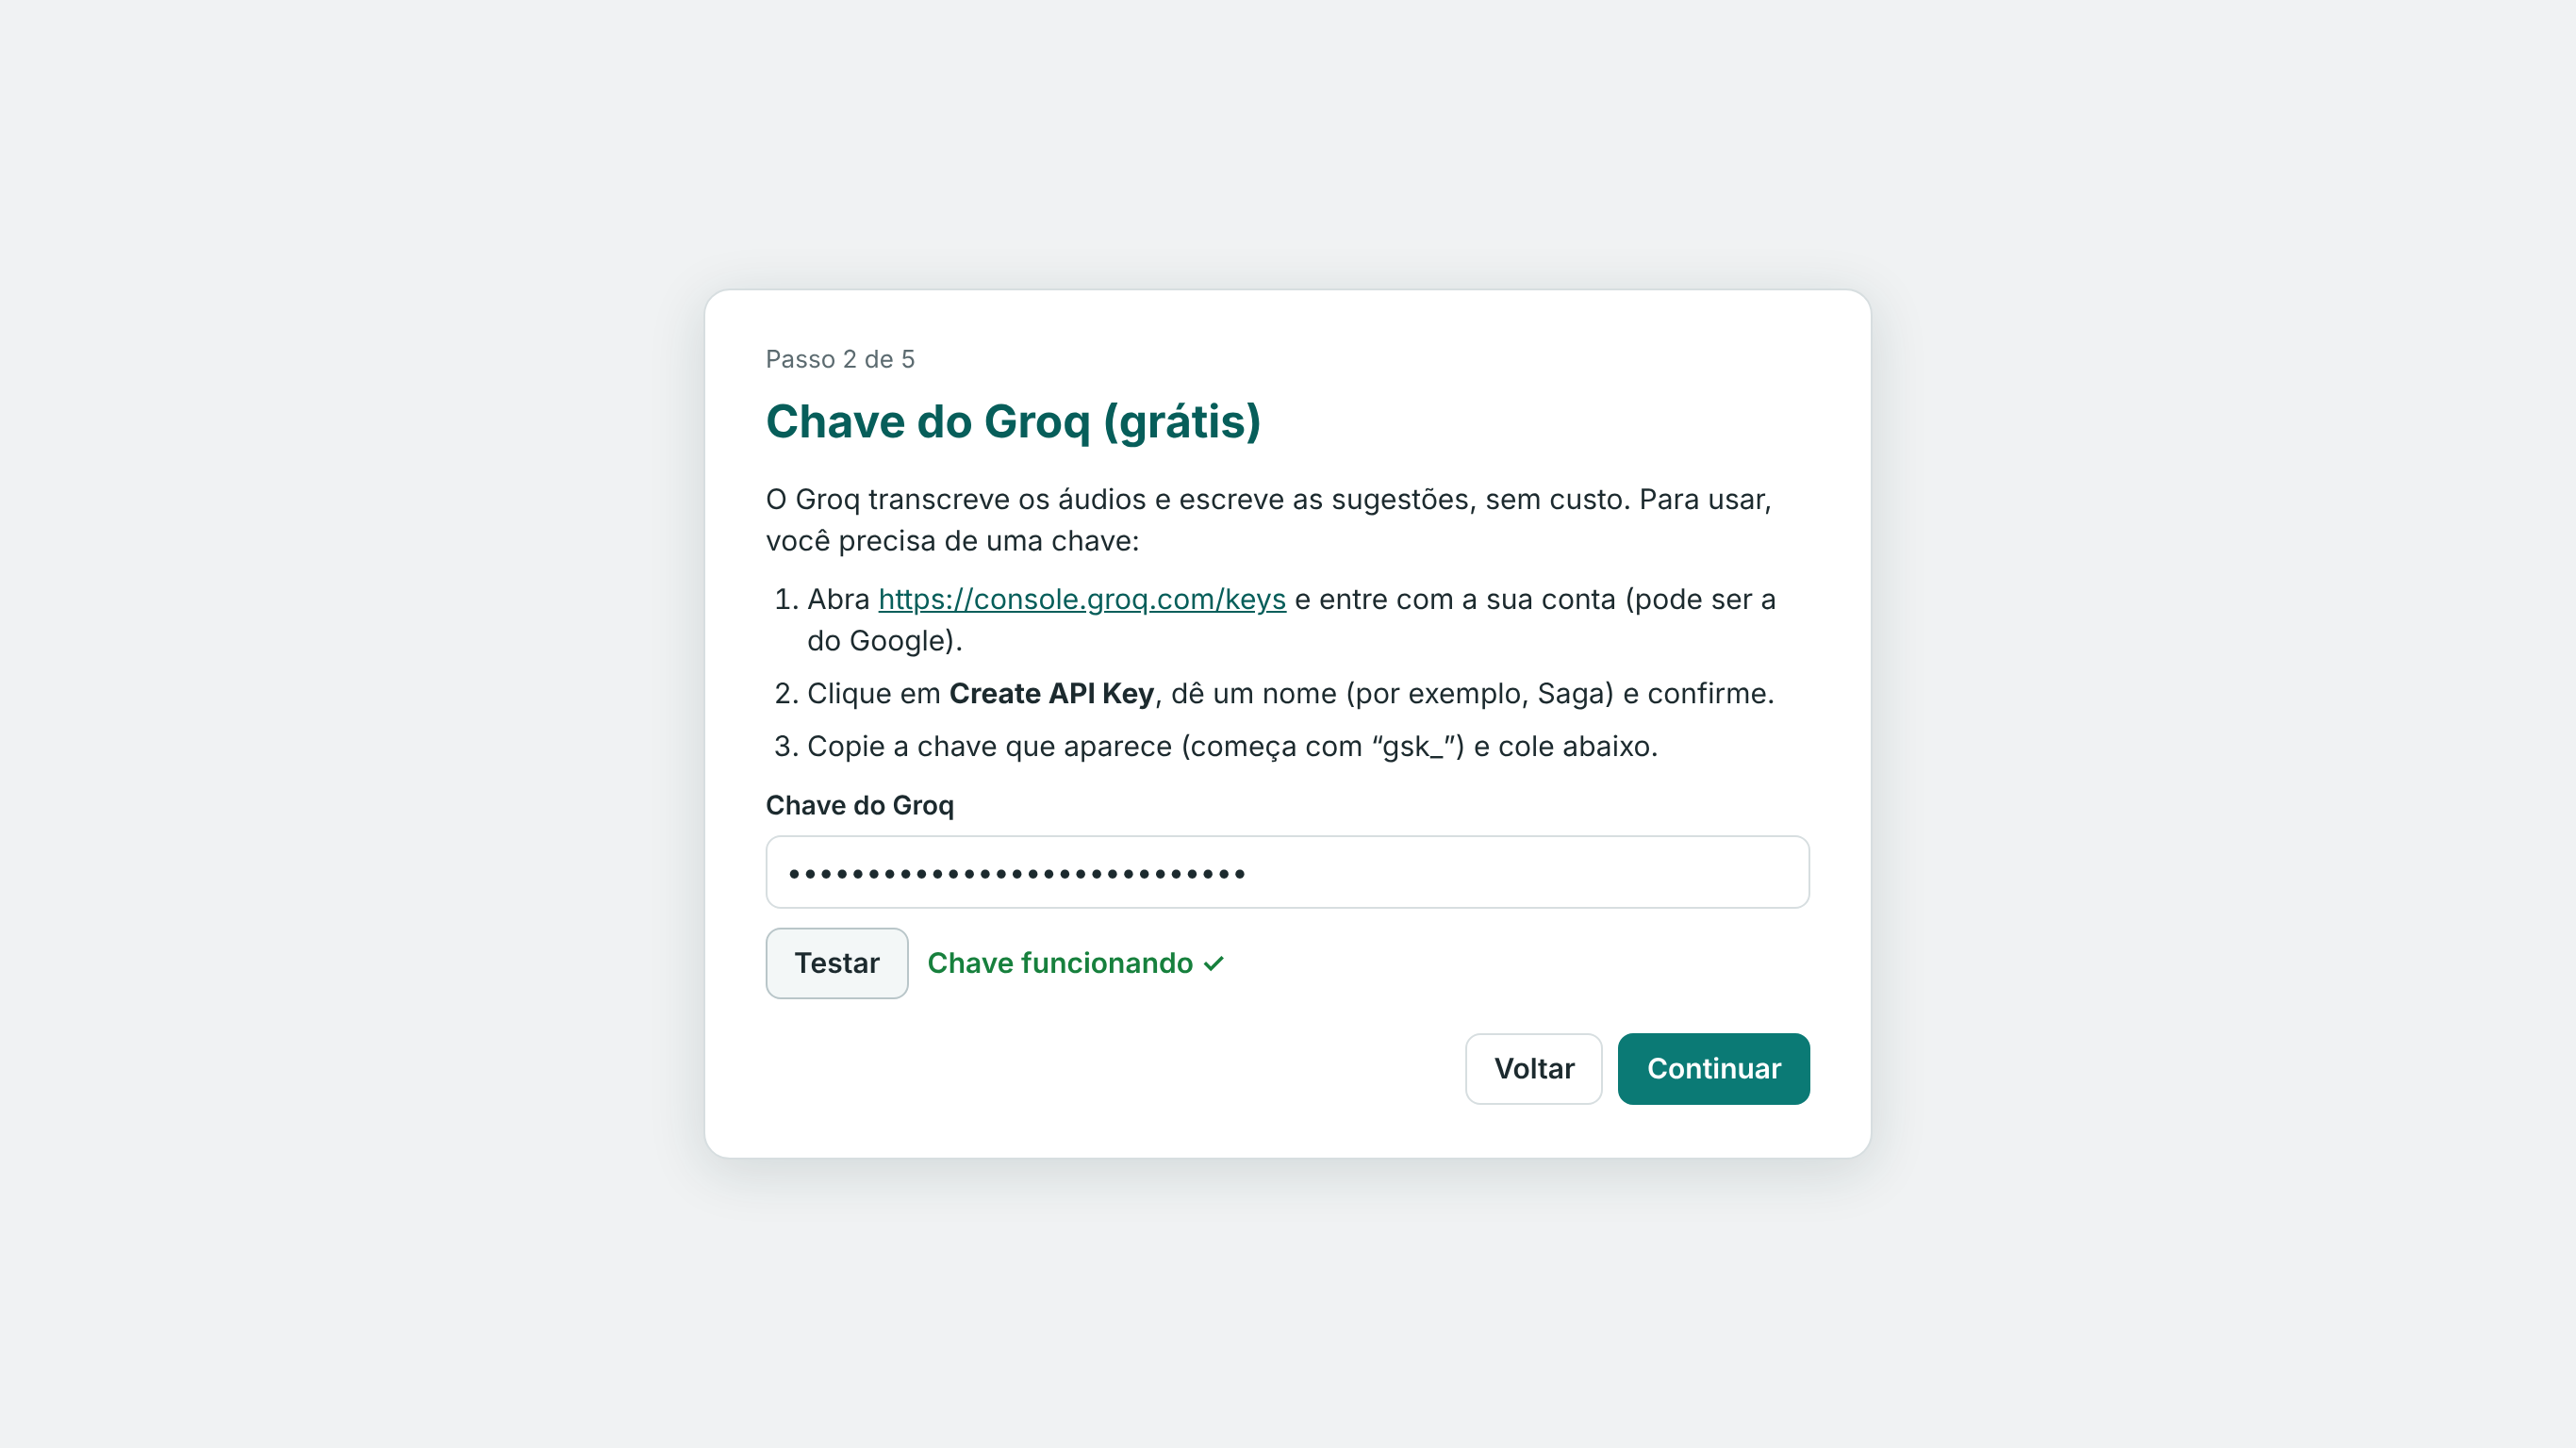 Passo 2 de 5
Chave do Groq (grátis)
O Groq transcreve os áudios e escreve as sugestões, sem custo. Para usar,
você precisa de uma chave:
1. Abra https://console.groq.com/keys e entre com a sua conta (pode ser a
do Google).
2. Clique em Create API Key, dê um nome (por exemplo, Saga) e confirme.
3. Copie a chave que aparece (começa com “gsk_”) e cole abaixo.
Chave do Groq
•••••••••••••••••••••••••••••
Testar Chave funcionando ✓
Voltar Continuar